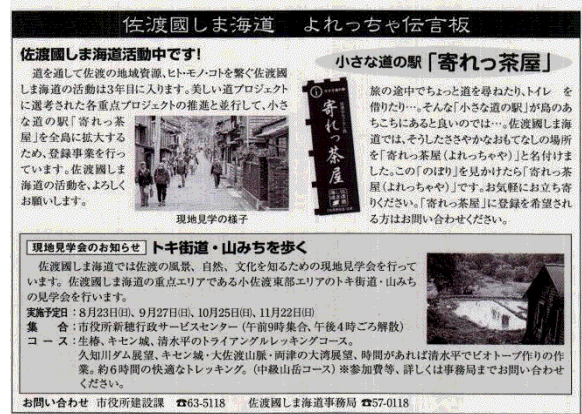 佐渡國しま海道　よれっちゃ伝言板
佐渡國しま海道活動中です!
道を通して佐渡の地域資源、ヒト・モノ・コトを繋ぐ佐渡國
しま海道の活動は3年目に入ります。美しい道プロジェクト
に選考された各重点プロジェクトの推進と並行して、小さ
な道の駅「寄れっ茶
屋」を全島に拡大する
ため、登録事業を行っ
ています。佐渡國しま
海道の活動を、よろしく
お願いします。
現地見学の様子
小さな道の駅「寄れっ茶屋」
寄れっ茶屋
旅の途中でちょっと道を尋ねたり、トイレを
借りたり…。そんな「小さな道の駅」が島のあ
ちこちにあると良いのでは…。佐渡國しま海
道では、そうしたささやかなおもてなしの場所
を「寄れっ茶屋(よれっちゃや)」と名付けま
した。この「のぼり」を見かけたら「寄れっ茶
屋(よれっちゃや)」です。お気軽にお立ち寄
りください。「寄れっ茶屋」に登録を希望され
る方はお問い合わせください。
現地見学会のお知らせ トキ街道・山みちを歩く
佐渡國しま海道では佐渡の風景、自然、文化を知るための現地見学会を行って
います。佐渡國しま海道の重点エリアである小佐渡東部エリアのトキ街道・山みち
の見学会を行います。
実施予定日：8月23日(日)、9月27日(日)、10月25日(日)、11月22日(日)
集　　合：市役所新穂行政サービスセンター (午前9時集合、午後4時ごろ解散)
コ ー ス：生椿、キセン城、清水平のトライアングルレッキングコース。
久知川ダム展望、キセン城・大佐渡山脈・両津の大湾展望、時間があれば清水平でビオトープ作りの作
業。約6時間の快適なトレッキング。(中級山岳コース) ※参加費等、詳しくは事務局までお問い合わせ
ください。
お問い合わせ 市役所建設課 ☎63-5118　佐渡國しま海道事務局 ☎57-0118